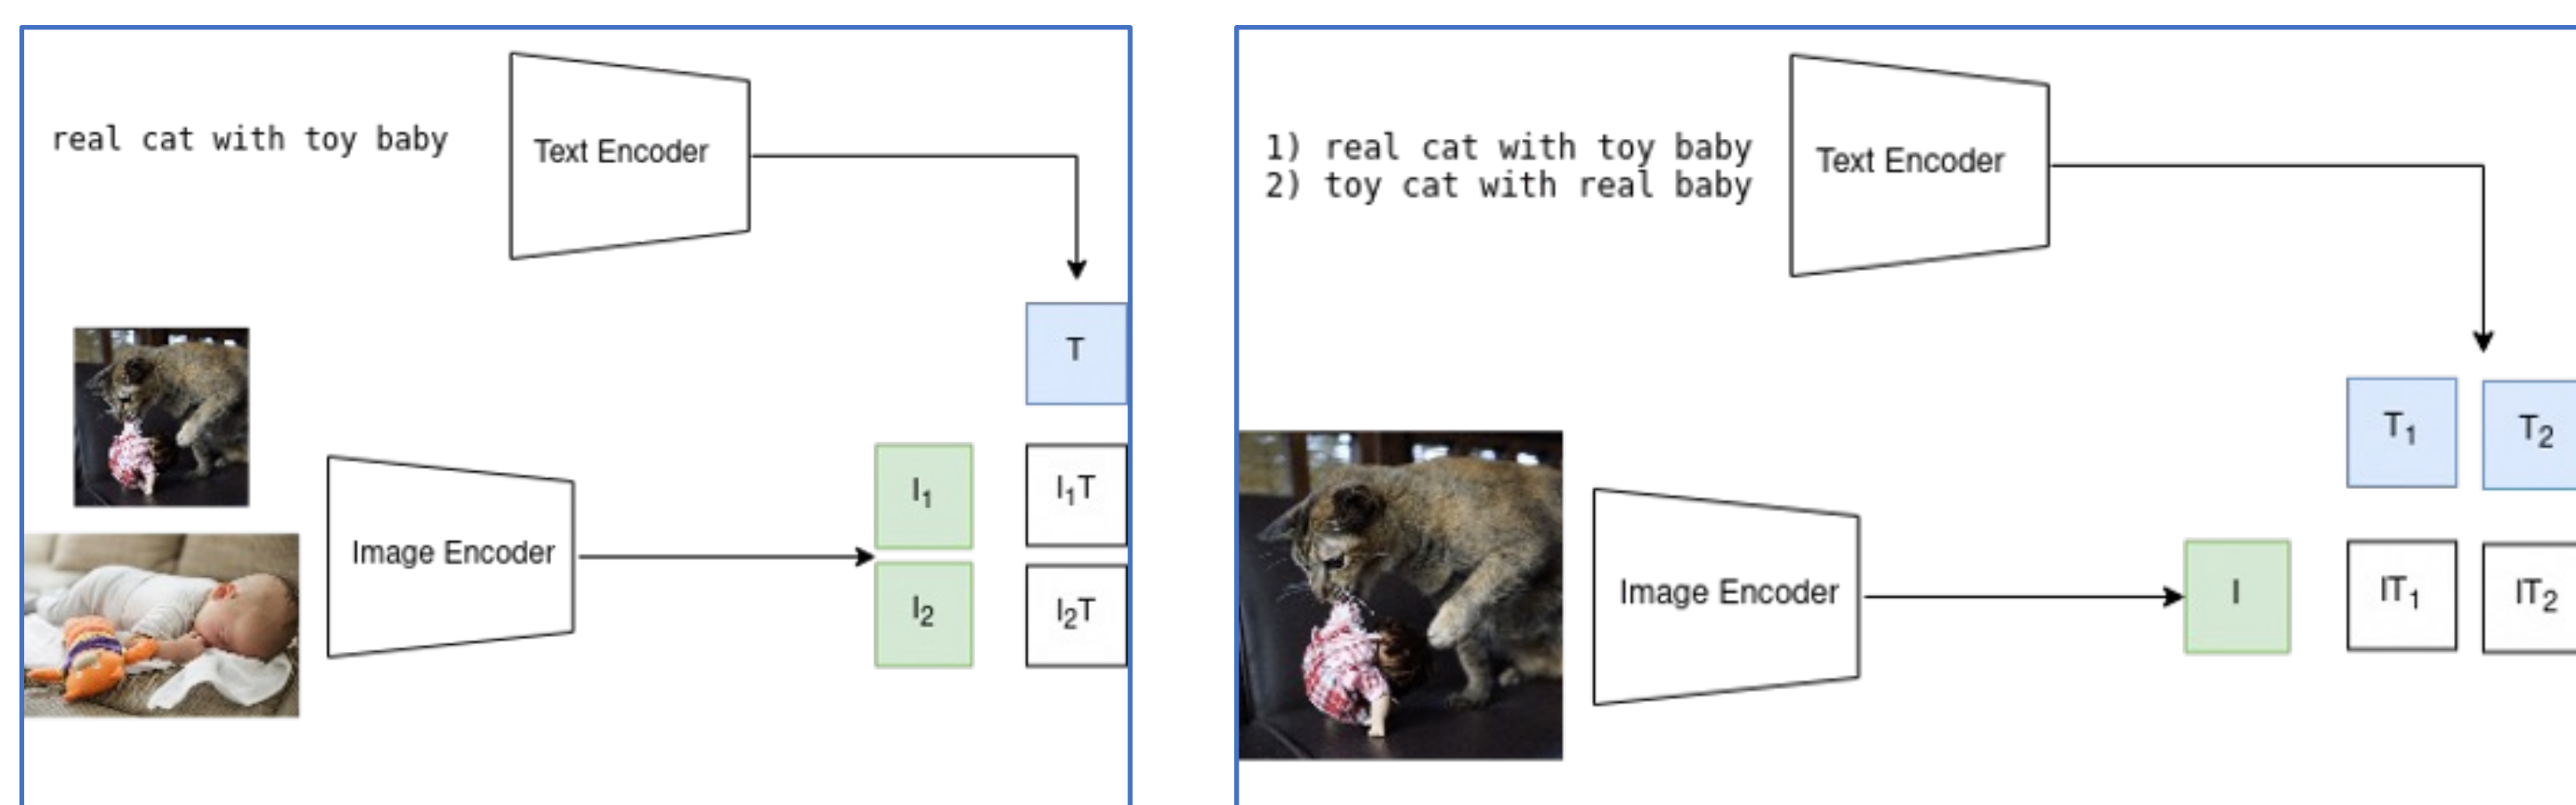 real cat with toy baby
Text Encoder
T
Image Encoder
I₁
I₁T
I₂
I₂T
1) real cat with toy baby
2) toy cat with real baby
Text Encoder
T₁ T₂
Image Encoder
I
IT₁ IT₂